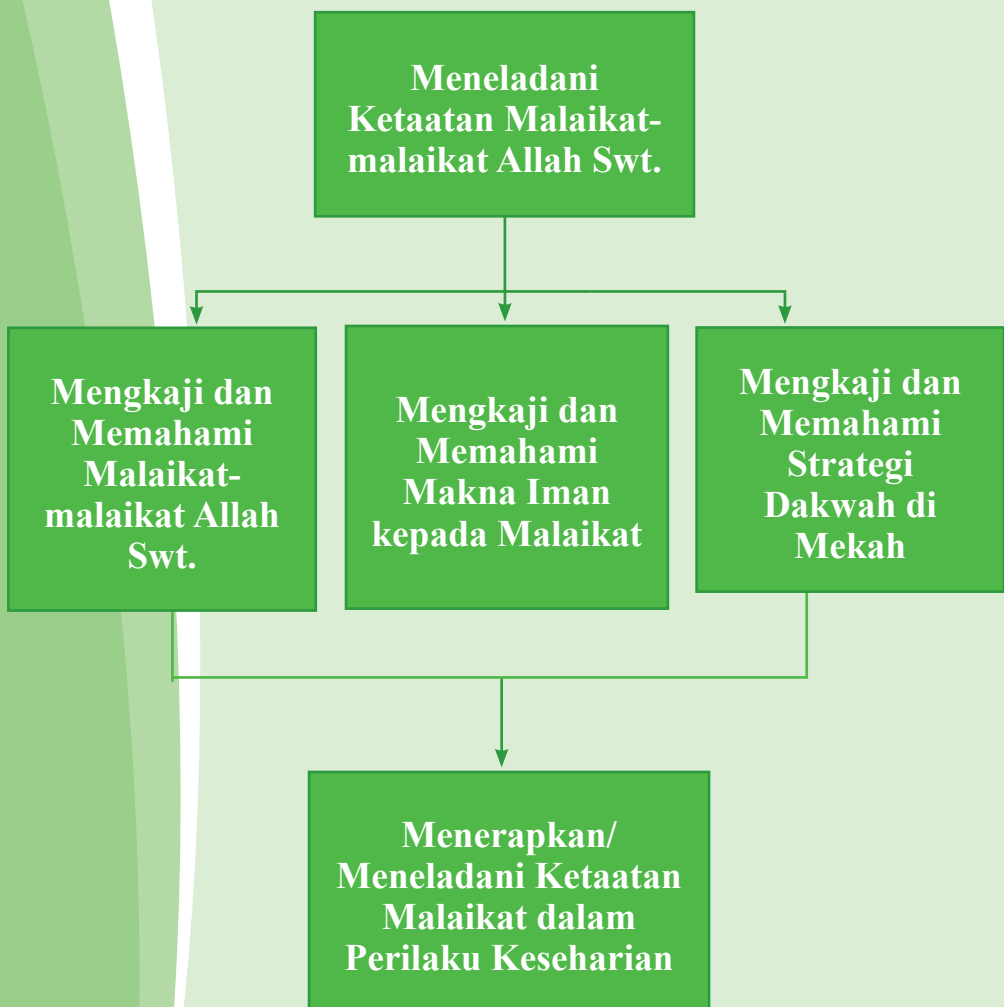 Meneladani
Ketaatan Malaikat-
malaikat Allah Swt.
Mengkaji dan
Memahami
Malaikat-
malaikat Allah
Swt.
Mengkaji dan
Memahami
Makna Iman
kepada Malaikat
Mengkaji dan
Memahami
Strategi
Dakwah di
Mekah
Menerapkan/
Meneladani Ketaatan
Malaikat dalam
Perilaku Keseharian